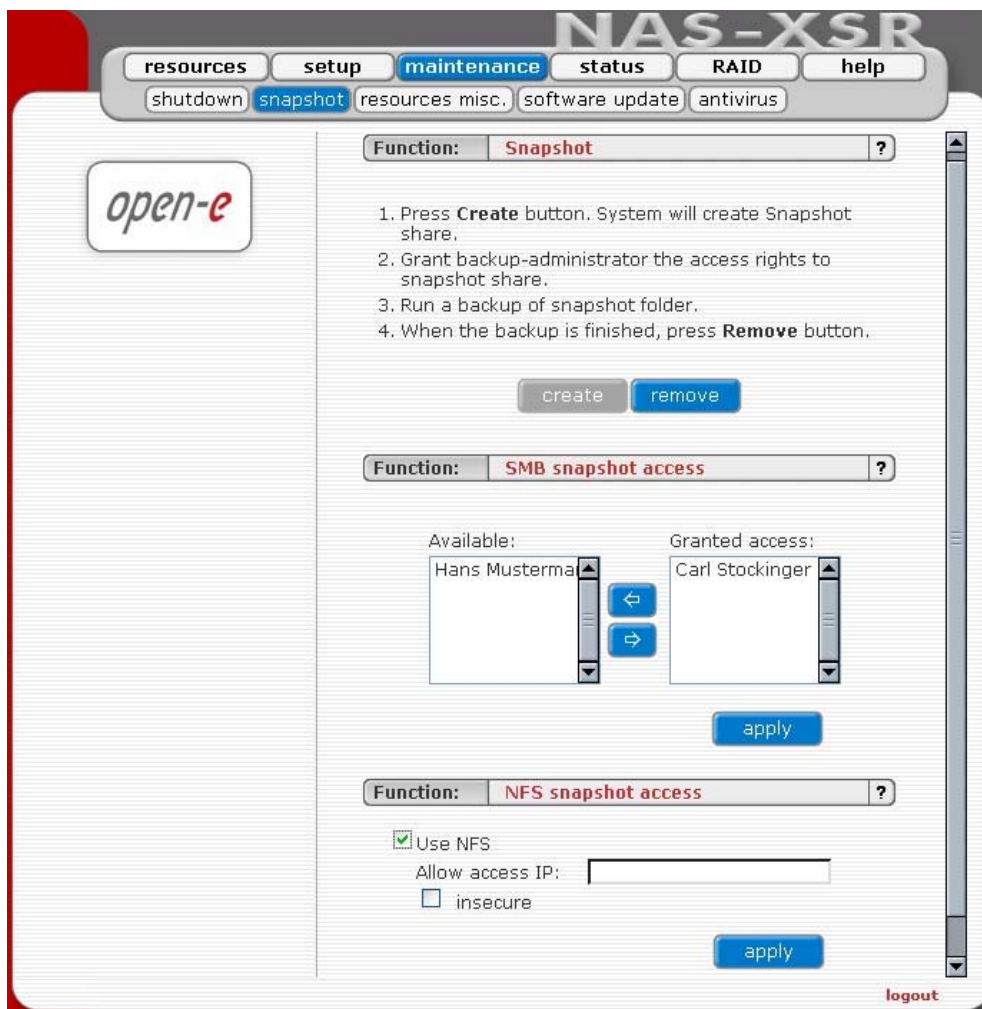 NAS-XSR
resources setup maintenance status RAID help
shutdown snapshot resources misc. software update antivirus
open-e
Function: Snapshot ?
1. Press Create button. System will create Snapshot
share.
2. Grant backup-administrator the access rights to
snapshot share.
3. Run a backup of snapshot folder.
4. When the backup is finished, press Remove button.
create remove
Function: SMB snapshot access ?
Available: Granted access:
Hans Musterma Carl Stockinger
apply
Function: NFS snapshot access ?
Use NFS
Allow access IP:
insecure
apply
logout